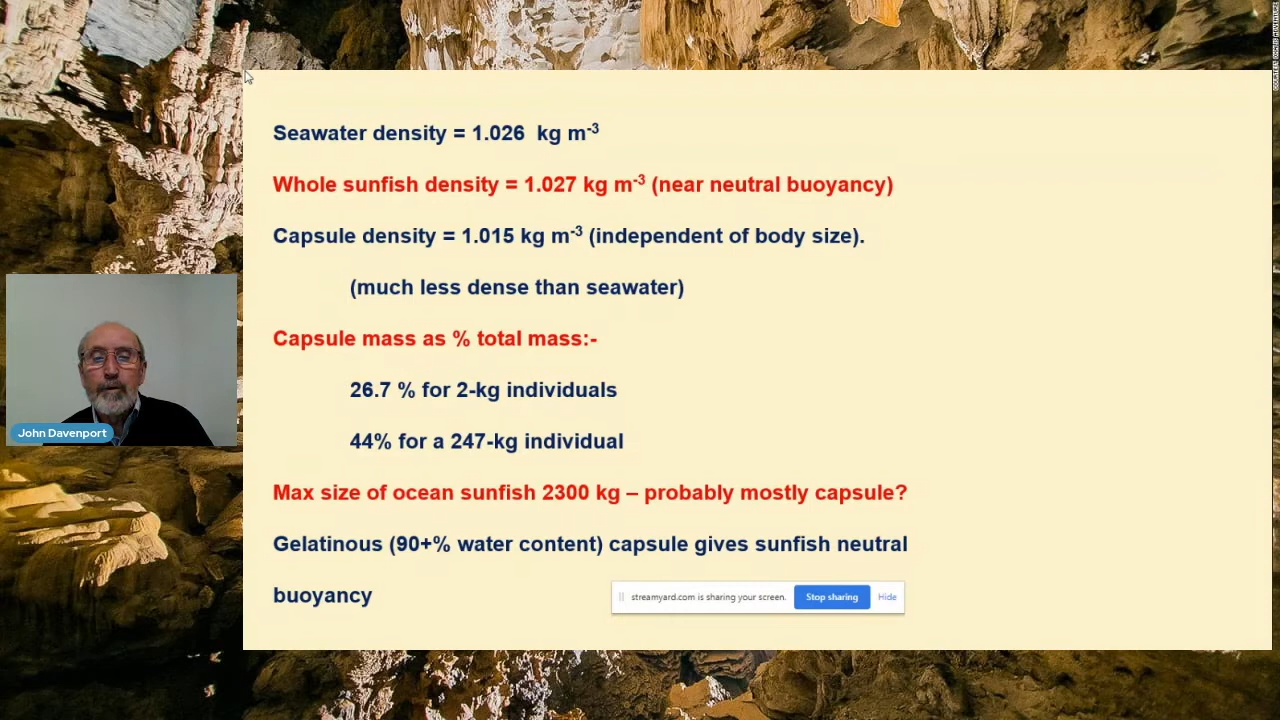 Seawater density = 1.026 kg m-3
Whole sunfish density = 1.027 kg m-3 (near neutral buoyancy)
Capsule density = 1.015 kg m-3 (independent of body size).
(much less dense than seawater)
Capsule mass as % total mass:-
26.7 % for 2-kg individuals
44% for a 247-kg individual
Max size of ocean sunfish 2300 kg – probably mostly capsule?
Gelatinous (90+% water content) capsule gives sunfish neutral
buoyancy
John Davenport
streamyard.com is sharing your screen. Stop sharing Hide